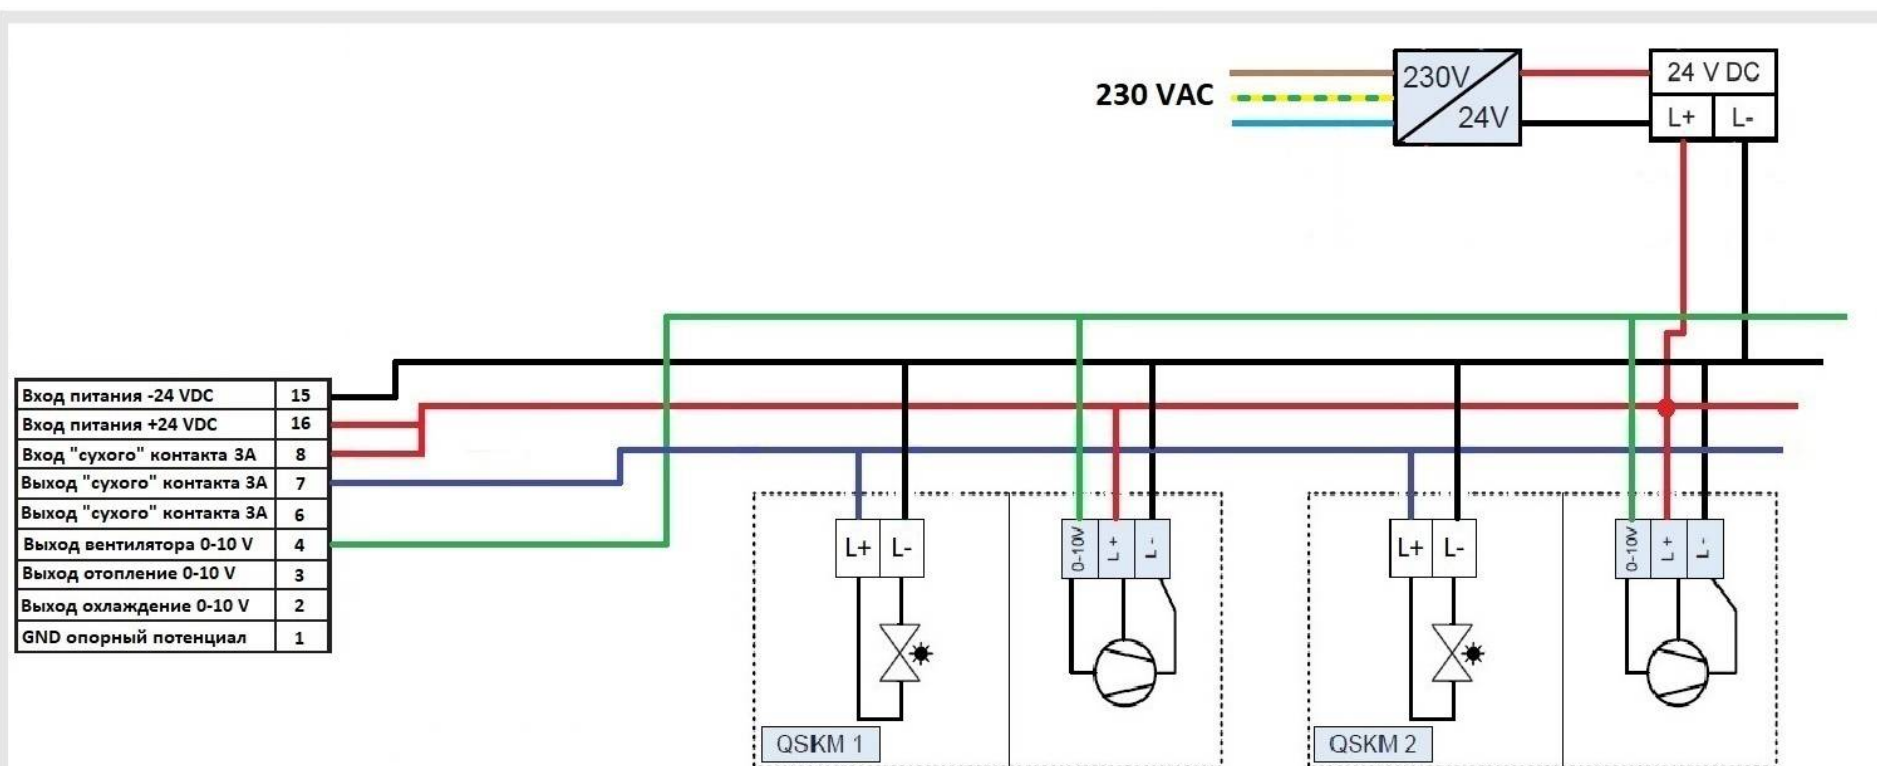 230 VAC
230V
24V
24 V DC
L+ L-
Вход питания -24 VDC 15
Вход питания +24 VDC 16
Вход "сухого" контакта 3А 8
Выход "сухого" контакта 3А 7
Выход "сухого" контакта 3А 6
Выход вентилятора 0-10 V 4
Выход отопление 0-10 V 3
Выход охлаждение 0-10 V 2
GND опорный потенциал 1
L+ L-
0-10V L+ L-
L+ L-
0-10V L+ L-
QSKM 1
QSKM 2